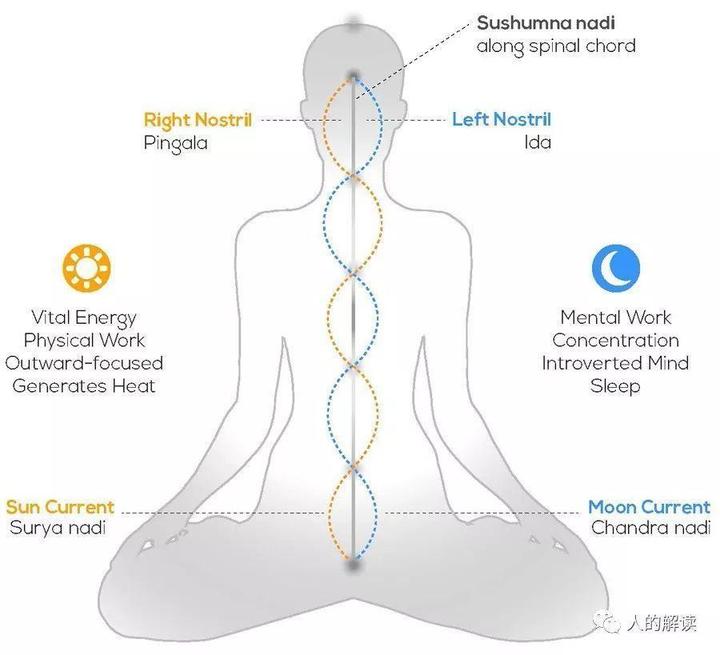 Sushumna nadi
along spinal chord
Right Nostril
Pingala
Left Nostril
Ida
Vital Energy
Physical Work
Outward-focused
Generates Heat
Mental Work
Concentration
Introverted Mind
Sleep
Sun Current
Surya nadi
Moon Current
Chandra nadi
人的解读